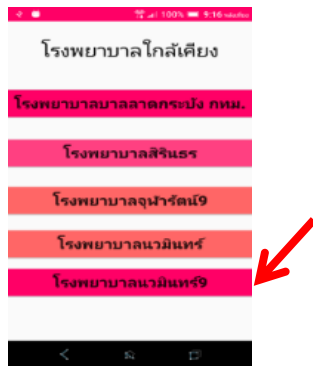 100% 9:16
โรงพยาบาลใกล้เคียง
โรงพยาบาลบางลาดกระบัง กทม.
โรงพยาบาลสิรินธร
โรงพยาบาลจุฬารัตน์9
โรงพยาบาลนวมินทร์
โรงพยาบาลนวมินทร์9